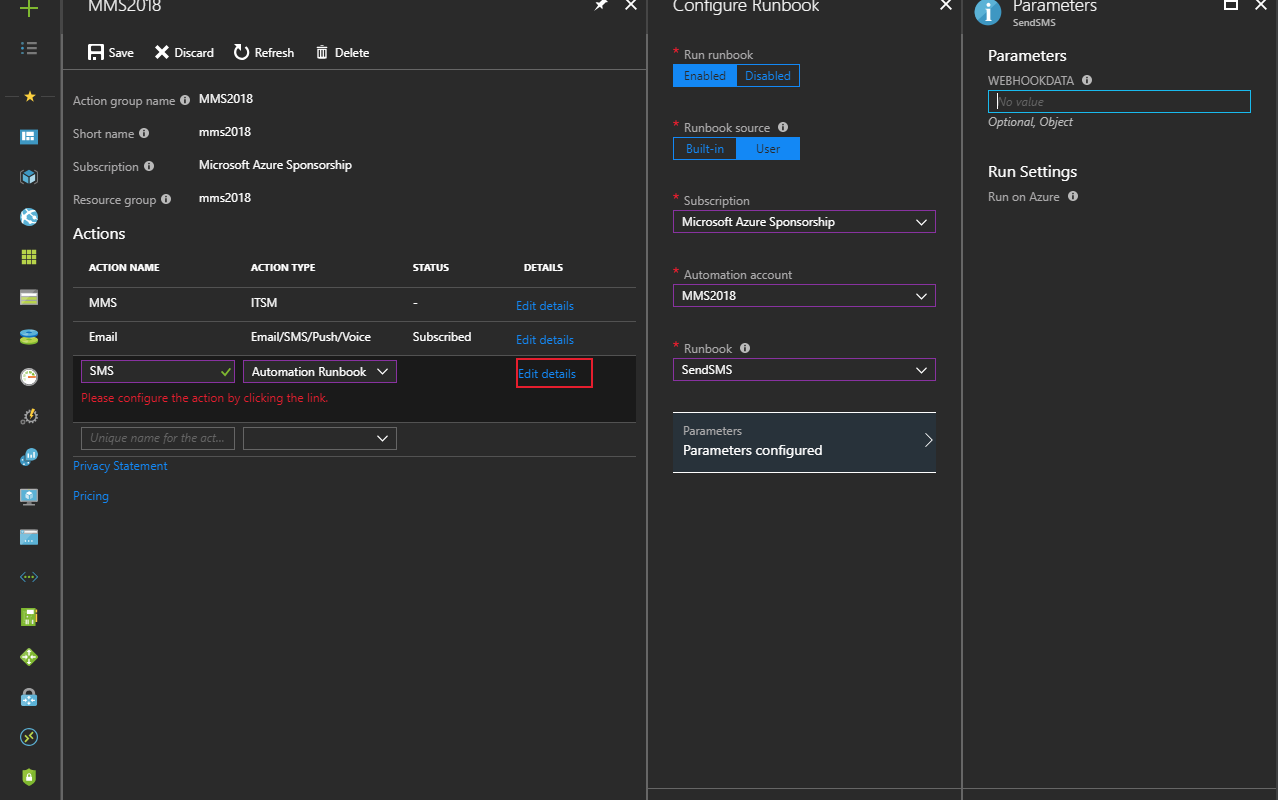 MMS2018
Save Discard Refresh Delete
Action group name MMS2018
Short name mms2018
Subscription Microsoft Azure Sponsorship
Resource group mms2018
Actions
ACTION NAME ACTION TYPE STATUS DETAILS
MMS ITSM - Edit details
Email Email/SMS/Push/Voice Subscribed Edit details
SMS Automation Runbook Edit details
Please configure the action by clicking the link.
Unique name for the act...
Privacy Statement
Pricing
Configure Runbook
* Run runbook
Enabled Disabled
* Runbook source
Built-in User
* Subscription
Microsoft Azure Sponsorship
* Automation account
MMS2018
* Runbook
SendSMS
Parameters
Parameters configured
Parameters
SendSMS
Parameters
WEBHOOKDATA
No value
Optional, Object
Run Settings
Run on Azure